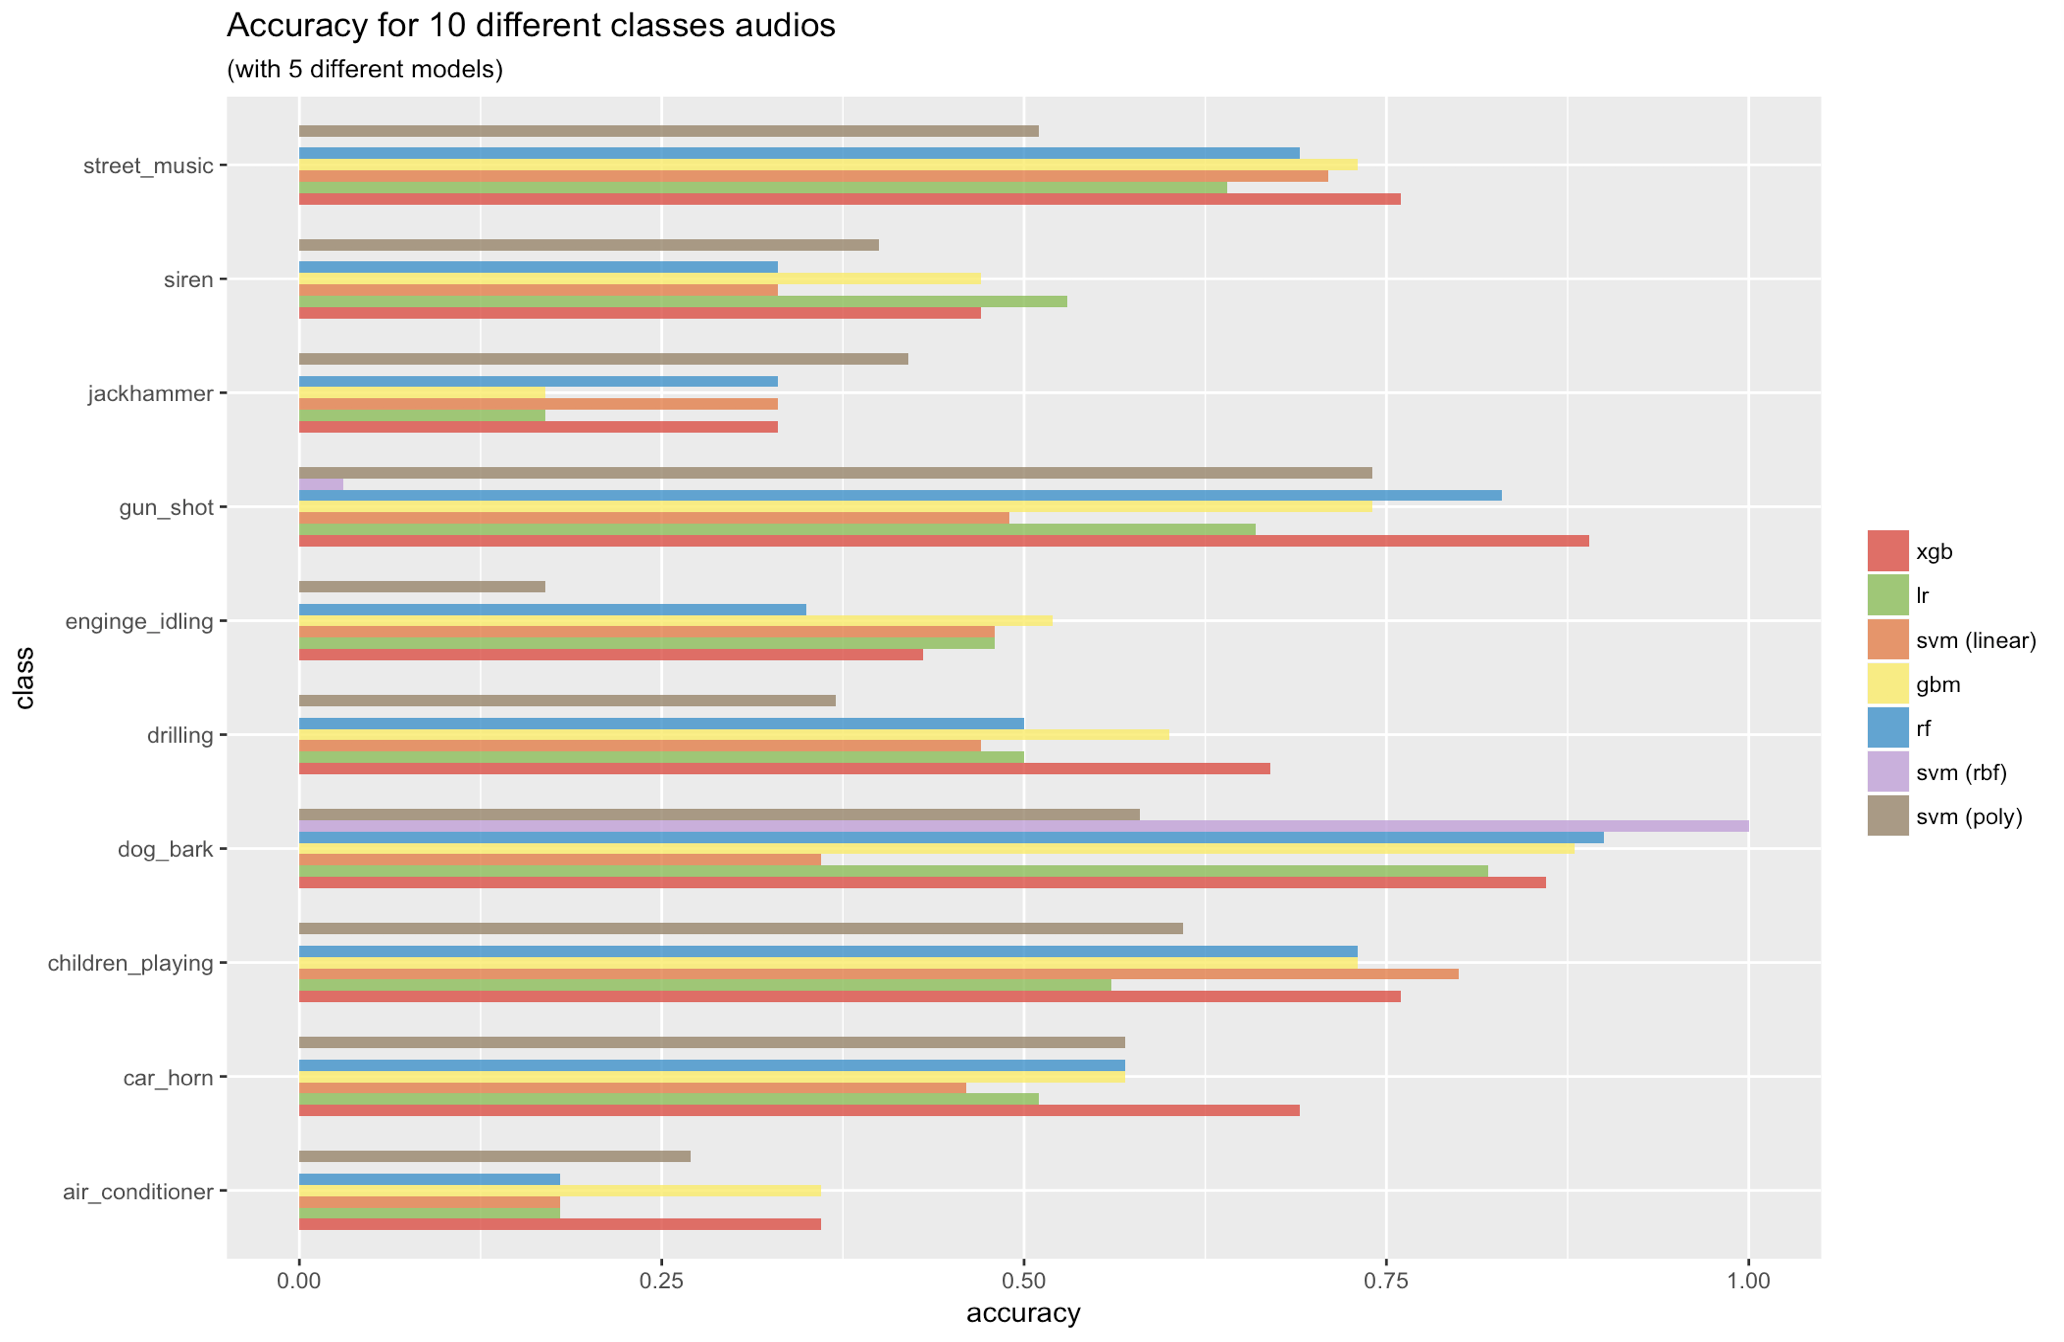 Accuracy for 10 different classes audios
(with 5 different models)
class
street_music
siren
jackhammer
gun_shot
enginge_idling
drilling
dog_bark
children_playing
car_horn
air_conditioner
0.00 0.25 0.50 0.75 1.00
accuracy
xgb
lr
svm (linear)
gbm
rf
svm (rbf)
svm (poly)